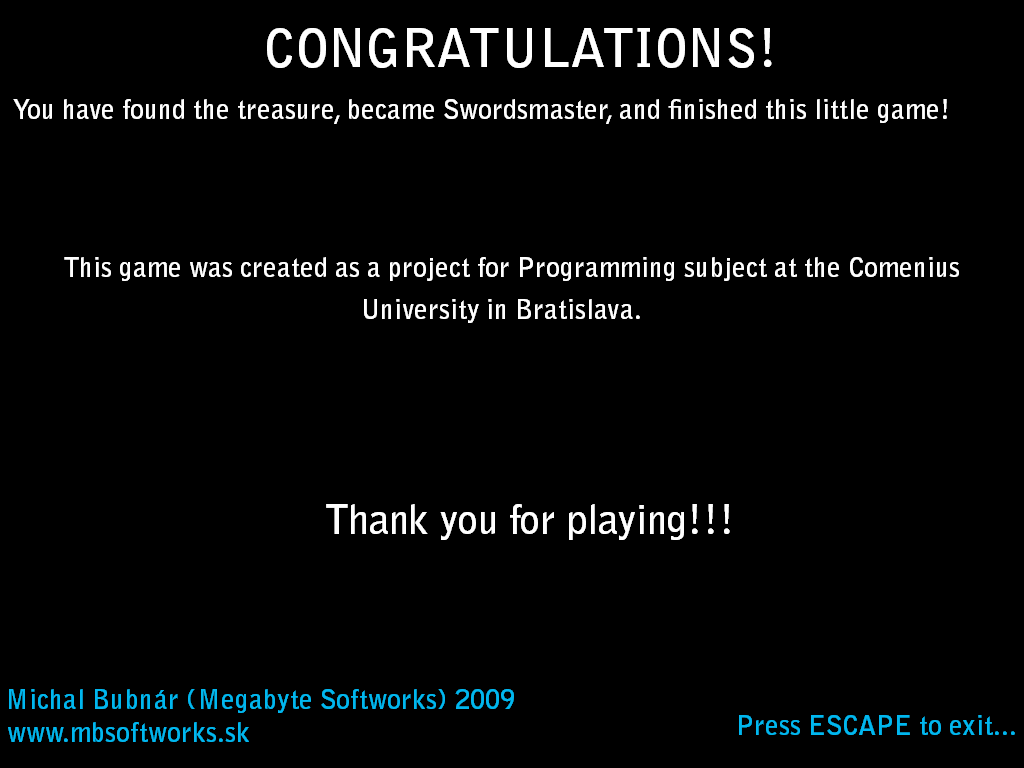 CONGRATULATIONS!
You have found the treasure, became Swordsmaster, and finished this little game!
This game was created as a project for Programming subject at the Comenius
University in Bratislava.
Thank you for playing!!!
Michal Bubnár (Megabyte Softworks) 2009
www.mbsoftworks.sk
Press ESCAPE to exit...